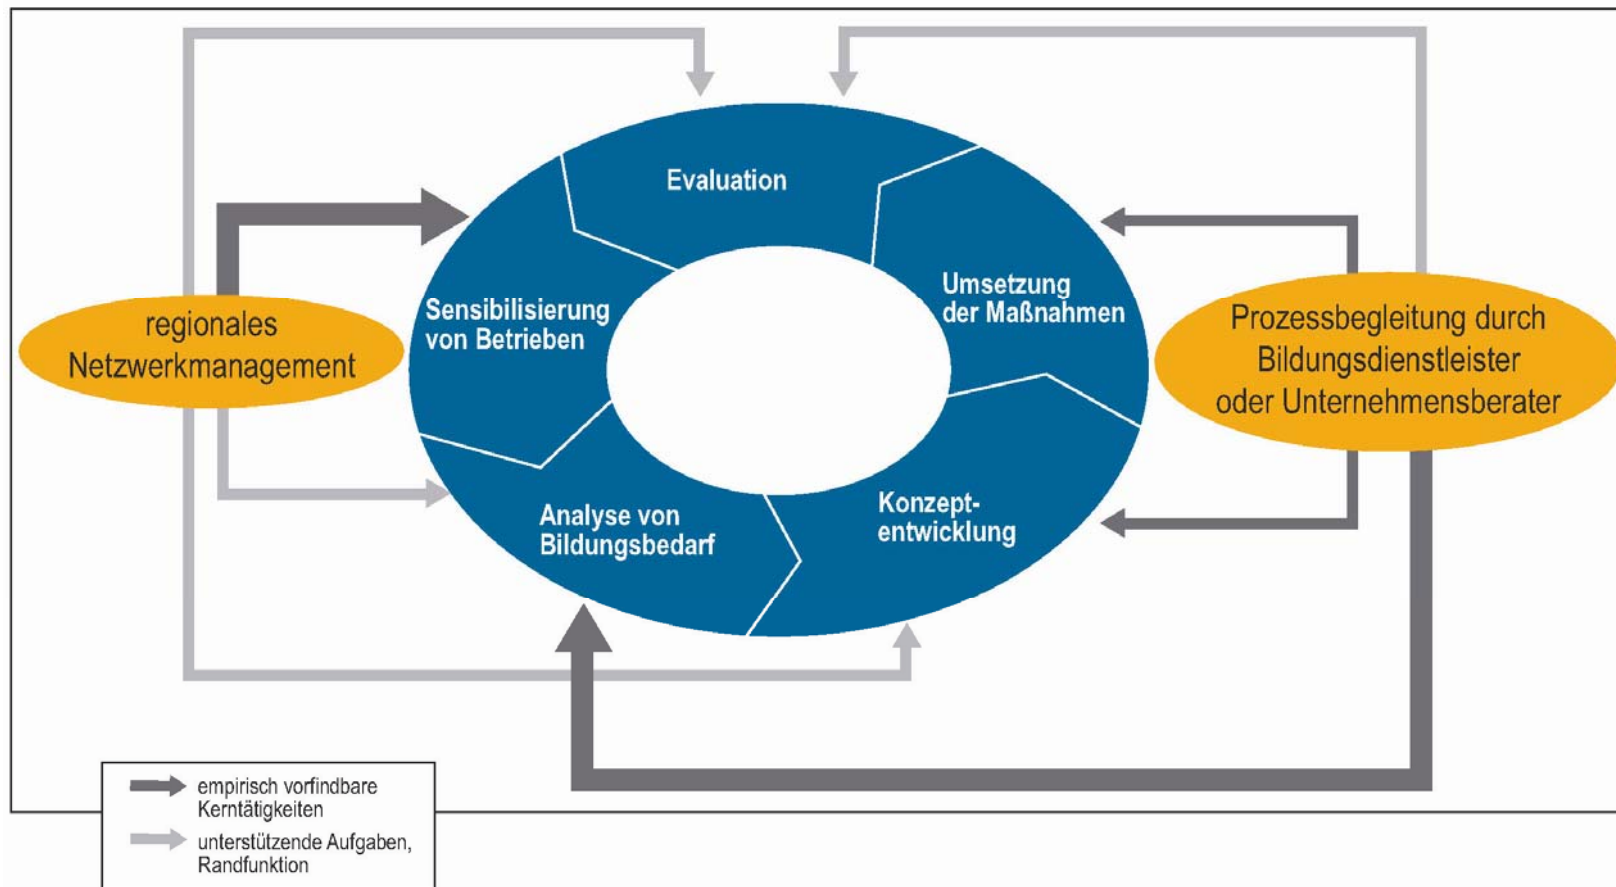 Evaluation
Sensibilisierung
von Betrieben
Umsetzung
der Maßnahmen
regionales
Netzwerkmanagement
Prozessbegleitung durch
Bildungsdienstleister
oder Unternehmensberater
Analyse von
Bildungsbedarf
Konzept-
entwicklung
empirisch vorfindbare
Kerntätigkeiten
unterstützende Aufgaben,
Randfunktion